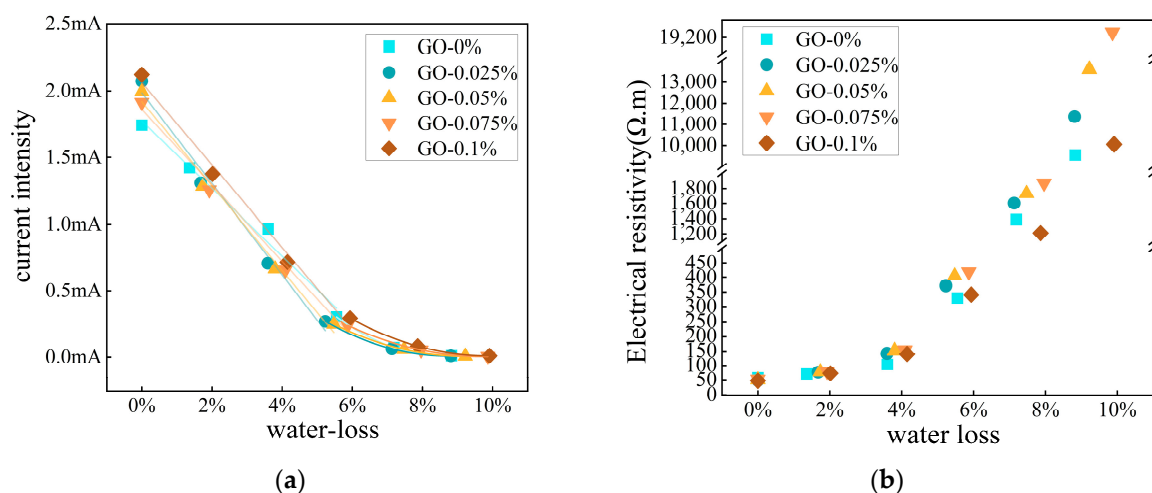 2.5mA
2.0mA
1.5mA
1.0mA
0.5mA
0.0mA
current intensity
GO-0%
GO-0.025%
GO-0.05%
GO-0.075%
GO-0.1%
0% 2% 4% 6% 8% 10%
water-loss
(a)
19,200
13,000
12,000
11,000
10,000
1,800
1,600
1,400
1,200
450
400
350
300
150
100
50
0
Electrical resistivity(Ω.m)
GO-0%
GO-0.025%
GO-0.05%
GO-0.075%
GO-0.1%
0% 2% 4% 6% 8% 10%
water loss
(b)